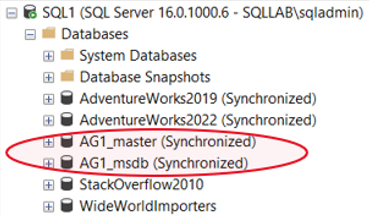 SQL1 (SQL Server 16.0.1000.6 - SQLLAB\sqladmin)
Databases
System Databases
Database Snapshots
AdventureWorks2019 (Synchronized)
AdventureWorks2022 (Synchronized)
AG1_master (Synchronized)
AG1_msdb (Synchronized)
StackOverflow2010
WideWorldImporters